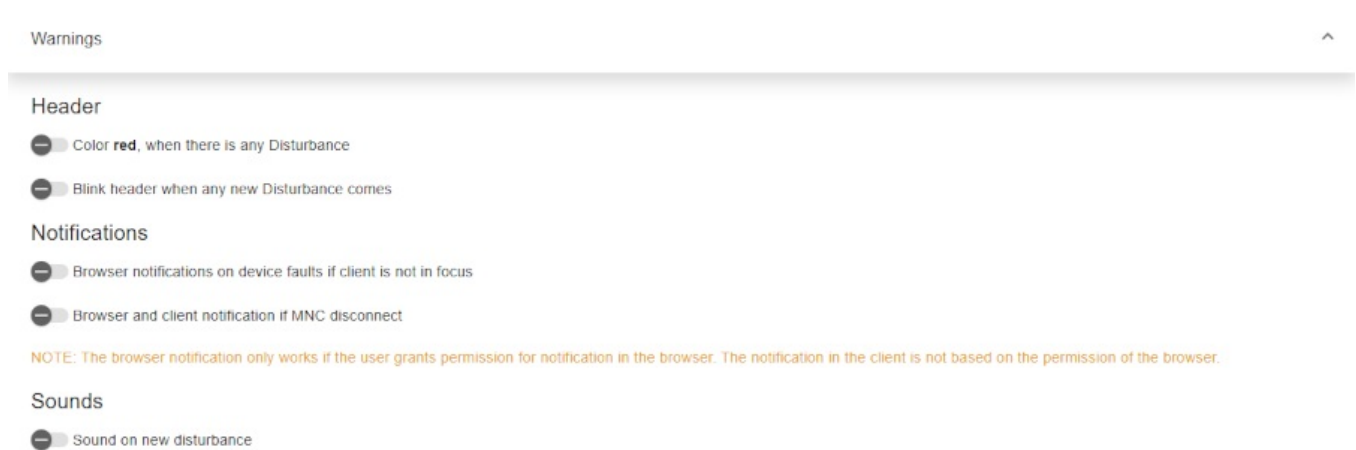 Warnings
Header
Color red, when there is any Disturbance
Blink header when any new Disturbance comes
Notifications
Browser notifications on device faults if client is not in focus
Browser and client notification if MNC disconnect
NOTE: The browser notification only works if the user grants permission for notification in the browser. The notification in the client is not based on the permission of the browser.
Sounds
Sound on new disturbance